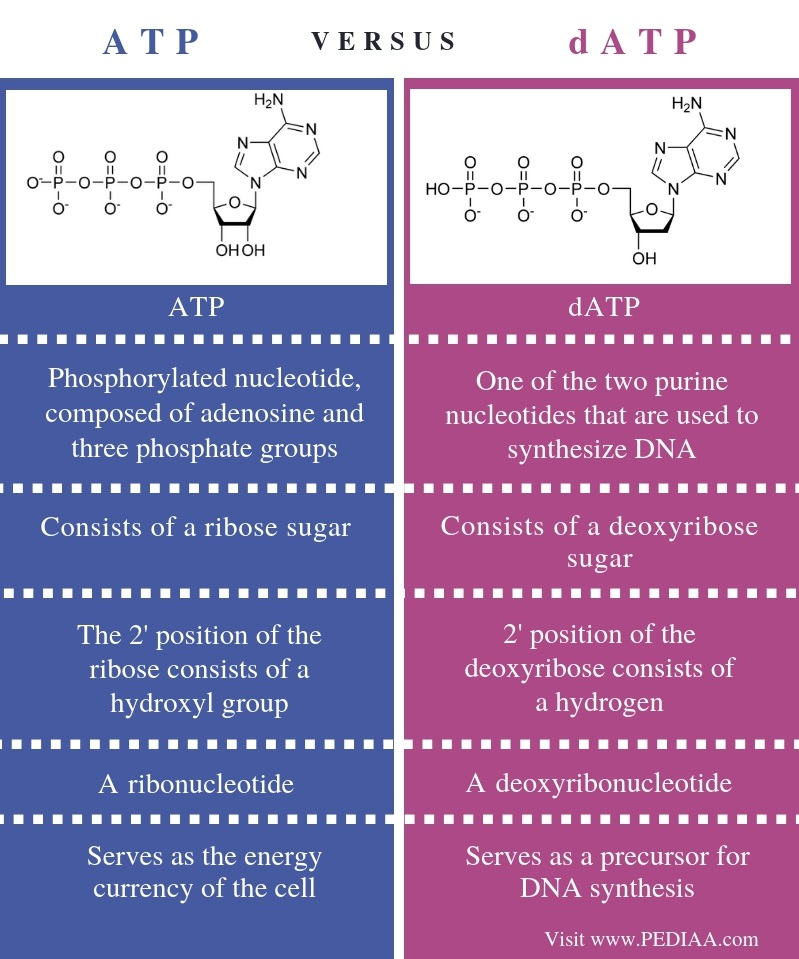 ATP VERSUS dATP
H₂N
N
N
N
N
O O O
O⁻ P O P O P O
O⁻ O⁻ O⁻
O
OH OH
H₂N
N
N
N
N
O O O
HO P O P O P O
O⁻ O⁻ O⁻
O
OH
ATP
dATP
Phosphorylated nucleotide,
composed of adenosine and
three phosphate groups
One of the two purine
nucleotides that are used to
synthesize DNA
Consists of a ribose sugar
Consists of a deoxyribose
sugar
The 2' position of the
ribose consists of a
hydroxyl group
2' position of the
deoxyribose consists of
a hydrogen
A ribonucleotide
A deoxyribonucleotide
Serves as the energy
currency of the cell
Serves as a precursor for
DNA synthesis
Visit www.PEDIAA.com